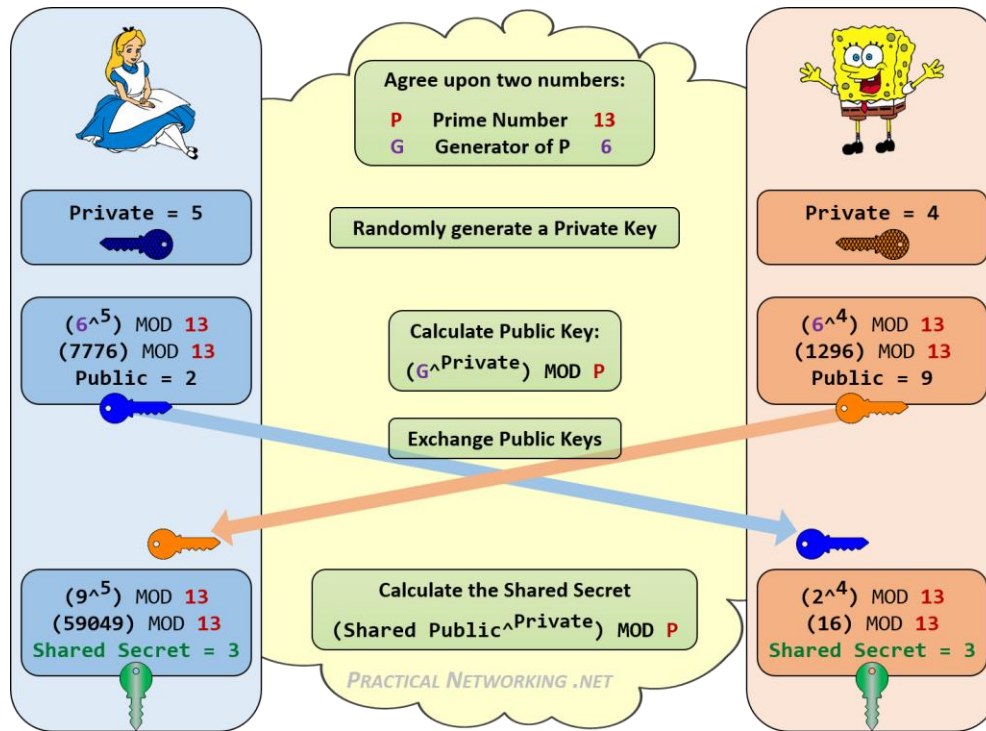 Agree upon two numbers:
P Prime Number 13
G Generator of P 6
Private = 5
Randomly generate a Private Key
Private = 4
(6^5) MOD 13
(7776) MOD 13
Public = 2
Calculate Public Key:
(G^Private) MOD P
(6^4) MOD 13
(1296) MOD 13
Public = 9
Exchange Public Keys
(9^5) MOD 13
(59049) MOD 13
Shared Secret = 3
Calculate the Shared Secret
(Shared Public^Private) MOD P
(2^4) MOD 13
(16) MOD 13
Shared Secret = 3
PRACTICAL NETWORKING .NET